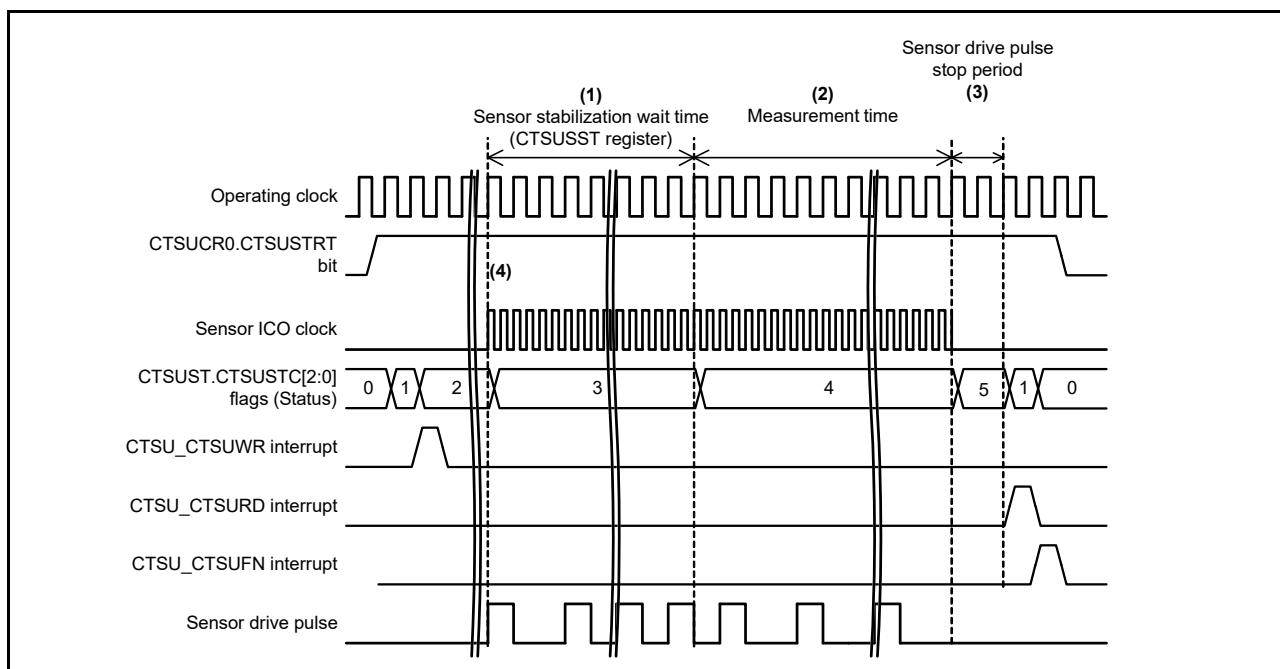 Sensor drive pulse
stop period
(3)
(1)
Sensor stabilization wait time
(CTSUSST register)
(2)
Measurement time
Operating clock
CTSUCR0.CTSUSTRT
bit
(4)
Sensor ICO clock
CTSUST.CTSUSTC[2:0]
flags (Status)
0 1 2 3 4 5 1 0
CTSU_CTSUWR interrupt
CTSU_CTSURD interrupt
CTSU_CTSUFN interrupt
Sensor drive pulse